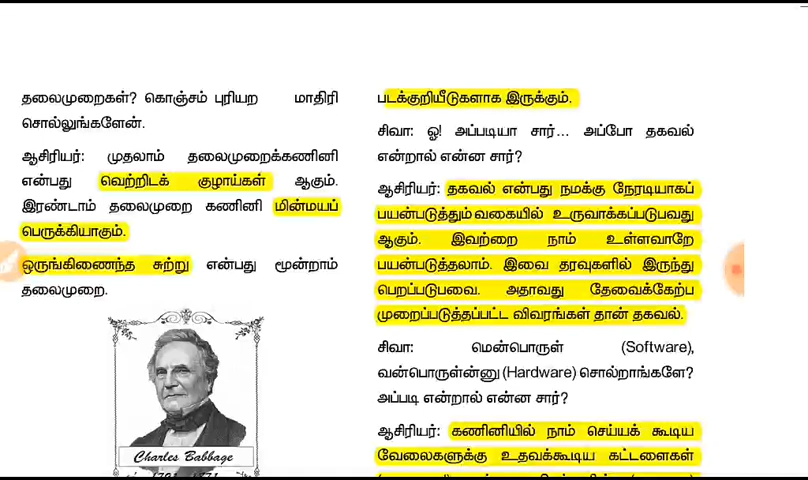 தலைமுறைகள்? கொஞ்சம் புரியற மாதிரி
சொல்லுங்களேன்.
ஆசிரியர்: முதலாம் தலைமுறைக்கணினி
என்பது வெற்றிடக் குழாய்கள் ஆகும்.
இரண்டாம் தலைமுறை கணினி மின்மயப்
பெருக்கியாகும்.
ஒருங்கிணைந்த சுற்று என்பது மூன்றாம்
தலைமுறை.
Charles Babbage
படக்குறியீடுகளாக இருக்கும்.
சிவா: ஓ! அப்படியா சார்... அப்போ தகவல்
என்றால் என்ன சார்?
ஆசிரியர்: தகவல் என்பது நமக்கு நேரடியாகப்
பயன்படுத்தும் வகையில் உருவாக்கப்படுபவது
ஆகும். இவற்றை நாம் உள்ளவாறே
பயன்படுத்தலாம். இவை தரவுகளில் இருந்து
பெறப்படுபவை. அதாவது தேவைக்கேற்ப
முறைப்படுத்தப்பட்ட விவரங்கள் தான் தகவல்.
சிவா: மென்பொருள் (Software),
வன்பொருள்ன்னு (Hardware) சொல்றாங்களே?
அப்படி என்றால் என்ன சார்?
ஆசிரியர்: கணினியில் நாம் செய்யக் கூடிய
வேலைகளுக்கு உதவக்கூடிய கட்டளைகள்